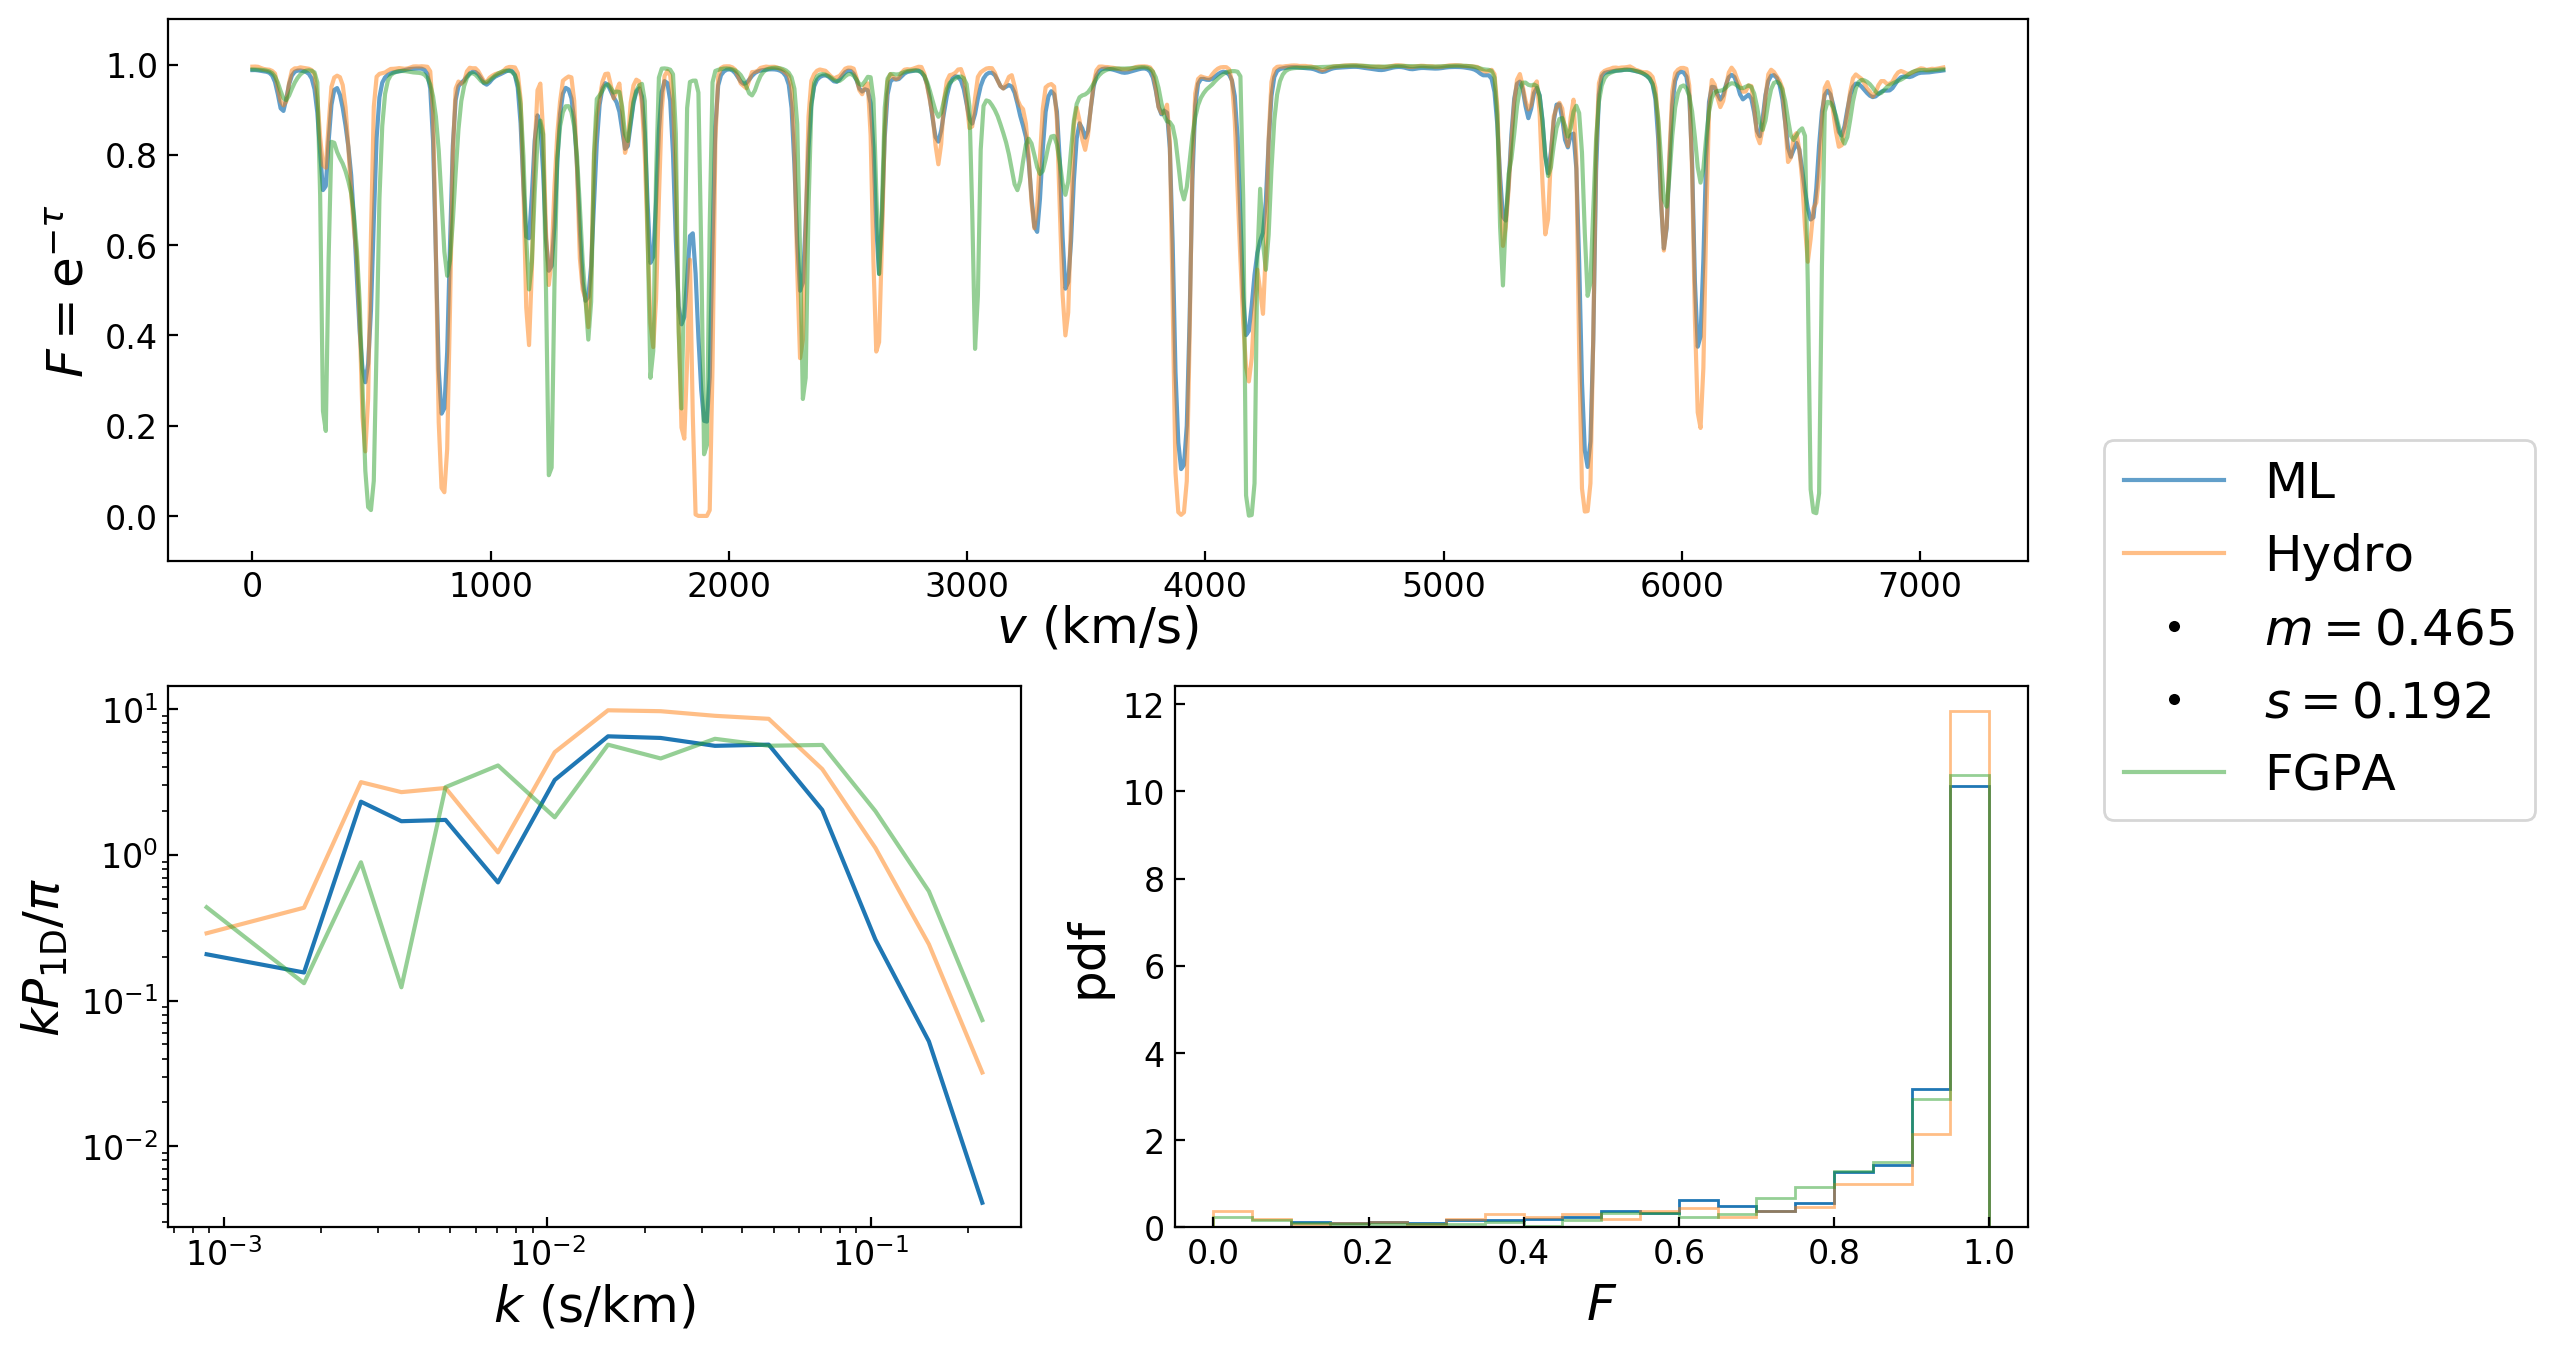 1.0
0.8
0.6
0.4
0.2
0.0
F = e^{−τ}
0 1000 2000 3000 4000 5000 6000 7000
v (km/s)
ML
Hydro
m = 0.465
s = 0.192
FGPA
10^1
10^0
10^{−1}
10^{−2}
kP_{1D}/π
10^{−3} 10^{−2} 10^{−1}
k (s/km)
12
10
8
6
4
2
0
pdf
0.0 0.2 0.4 0.6 0.8 1.0
F